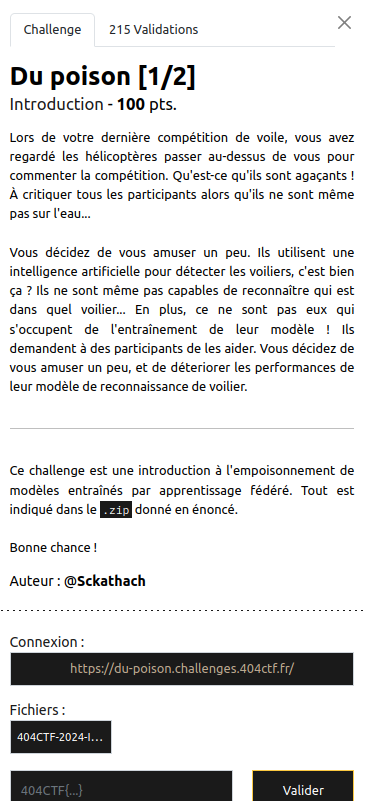 Challenge
215 Validations
Du poison [1/2]
Introduction - 100 pts.
Lors de votre dernière compétition de voile, vous avez
regardé les hélicoptères passer au-dessus de vous pour
commenter la compétition. Qu'est-ce qu'ils sont agaçants !
À critiquer tous les participants alors qu'ils ne sont même
pas sur l'eau...
Vous décidez de vous amuser un peu. Ils utilisent une
intelligence artificielle pour détecter les voiliers, c'est bien
ça ? Ils ne sont même pas capables de reconnaître qui est
dans quel voilier... En plus, ce ne sont pas eux qui
s'occupent de l'entraînement de leur modèle ! Ils
demandent à des participants de les aider. Vous décidez de
vous amuser un peu, et de déteriorer les performances de
leur modèle de reconnaissance de voilier.
Ce challenge est une introduction à l'empoisonnement de
modèles entraînés par apprentissage fédéré. Tout est
indiqué dans le .zip donné en énoncé.
Bonne chance !
Auteur : @Sckathach
Connexion :
https://du-poison.challenges.404ctf.fr/
Fichiers :
404CTF-2024-I...
404CTF{...}
Valider